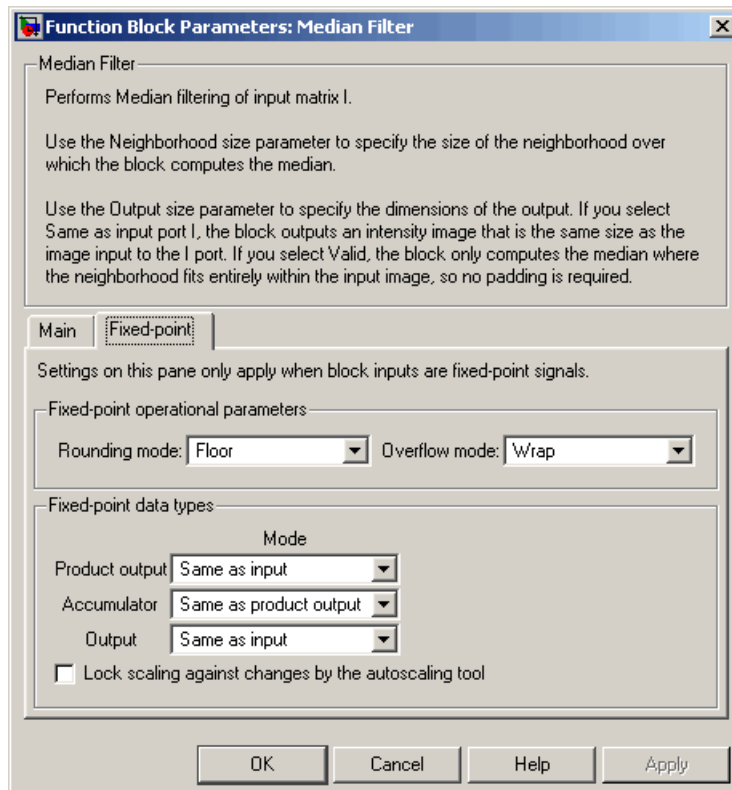 Function Block Parameters: Median Filter
Median Filter
Performs Median filtering of input matrix I.
Use the Neighborhood size parameter to specify the size of the neighborhood over
which the block computes the median.
Use the Output size parameter to specify the dimensions of the output. If you select
Same as input port I, the block outputs an intensity image that is the same size as the
image input to the I port. If you select Valid, the block only computes the median where
the neighborhood fits entirely within the input image, so no padding is required.
Main Fixed-point
Settings on this pane only apply when block inputs are fixed-point signals.
Fixed-point operational parameters
Rounding mode: Floor Overflow mode: Wrap
Fixed-point data types
Mode
Product output Same as input
Accumulator Same as product output
Output Same as input
Lock scaling against changes by the autoscaling tool
OK Cancel Help Apply